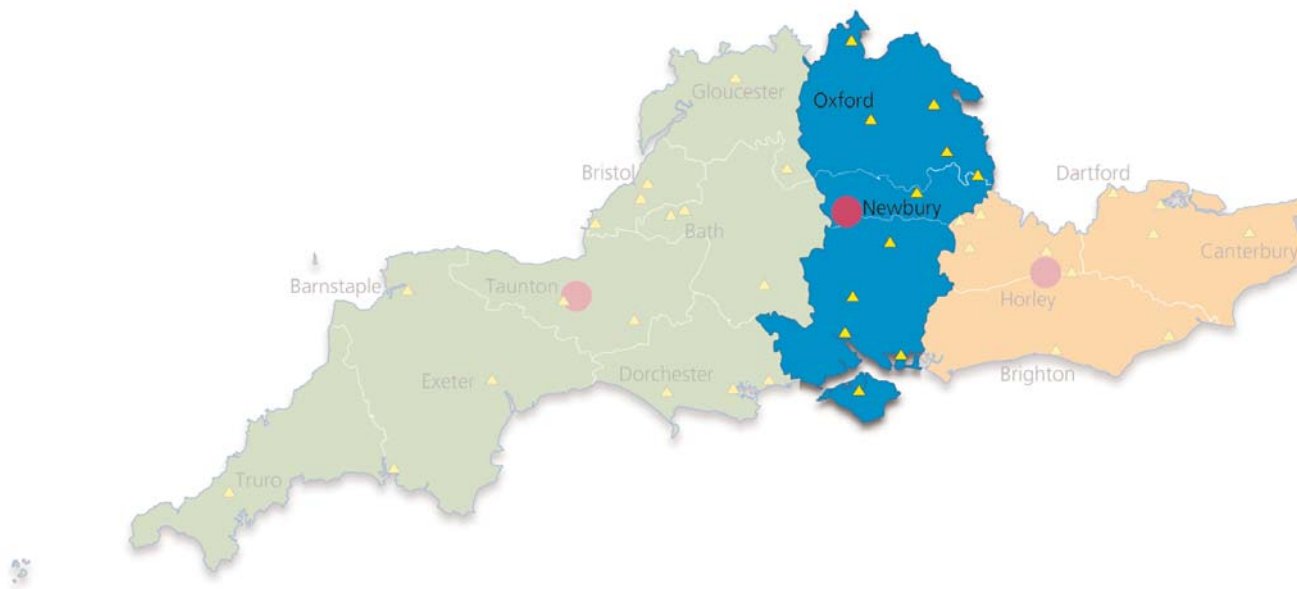 Gloucester
Oxford
Bristol
Dartford
Newbury
Bath
Canterbury
Barnstaple
Taunton
Horley
Exeter
Dorchester
Brighton
Truro